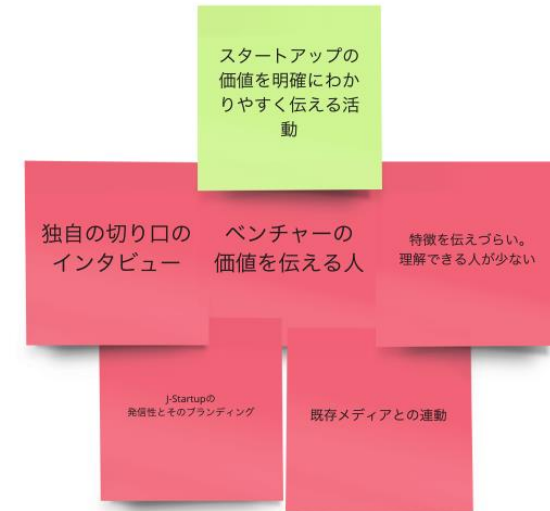 スタートアップの
価値を明確にわか
りやすく伝える活
動
独自の切り口の
インタビュー
ベンチャーの
価値を伝える人
特徴を伝えづらい。
理解できる人が少ない
J-Startupの
発信性とそのブランディング
既存メディアとの連動